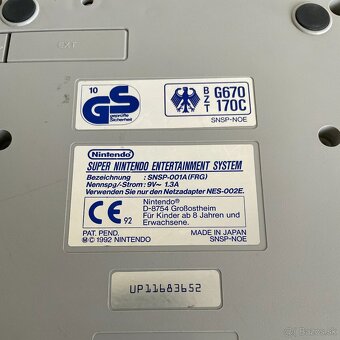 EXT
10
GS
geprüfte
Sicherheit
BZT
G670
170C
SNSP-NOE
Nintendo
SUPER NINTENDO ENTERTAINMENT SYSTEM
Bezeichnung : SNSP-001A(FRG)
Nennspg/-Strom: 9V~ 1.3A
Verwenden Sie nur den Netzadapter NES-002E.
CE 92
Nintendo
D-8754 Großostheim
Für Kinder ab 8 Jahren und
Erwachsene.
PAT. PEND.
Ⓜ©1992 NINTENDO
MADE IN JAPAN
SNSP-NOE
UP11683652
bazar.sk